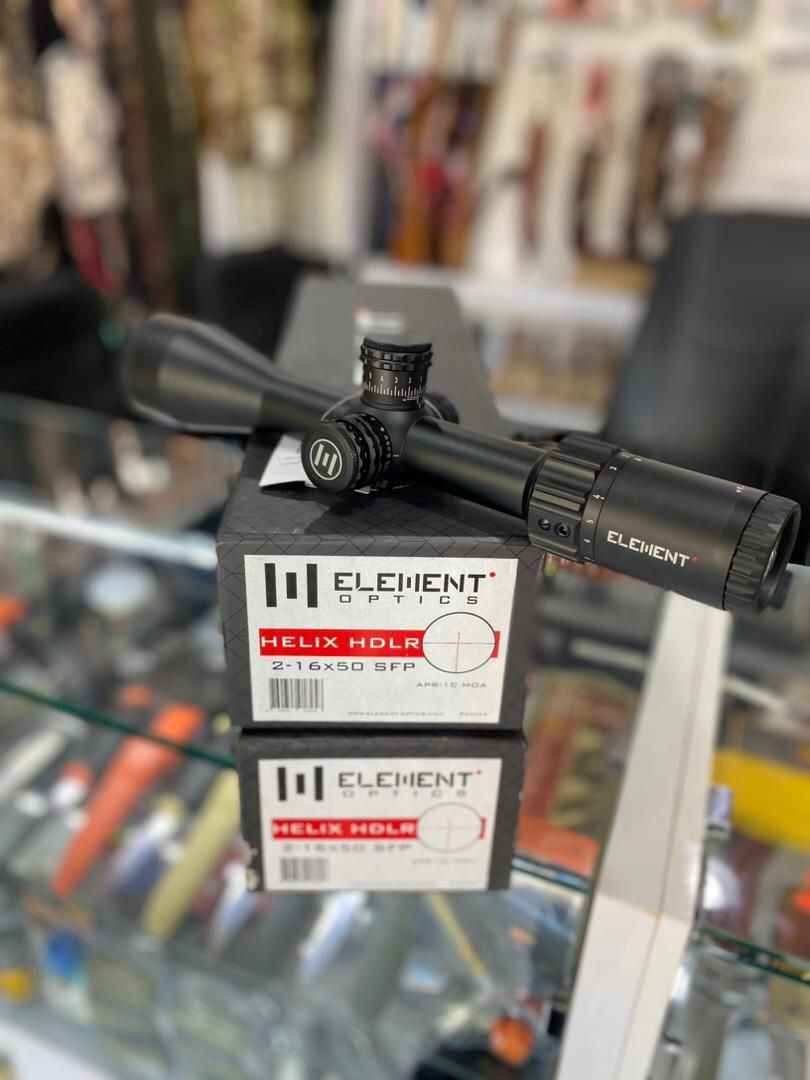 ELEMENT
ELEMENT
OPTICS
HELIX HDLR
2-16x50 SFP
APR-1C MOA
ELEMENT
OPTICS
HELIX HDLR
2-16x50 SFP